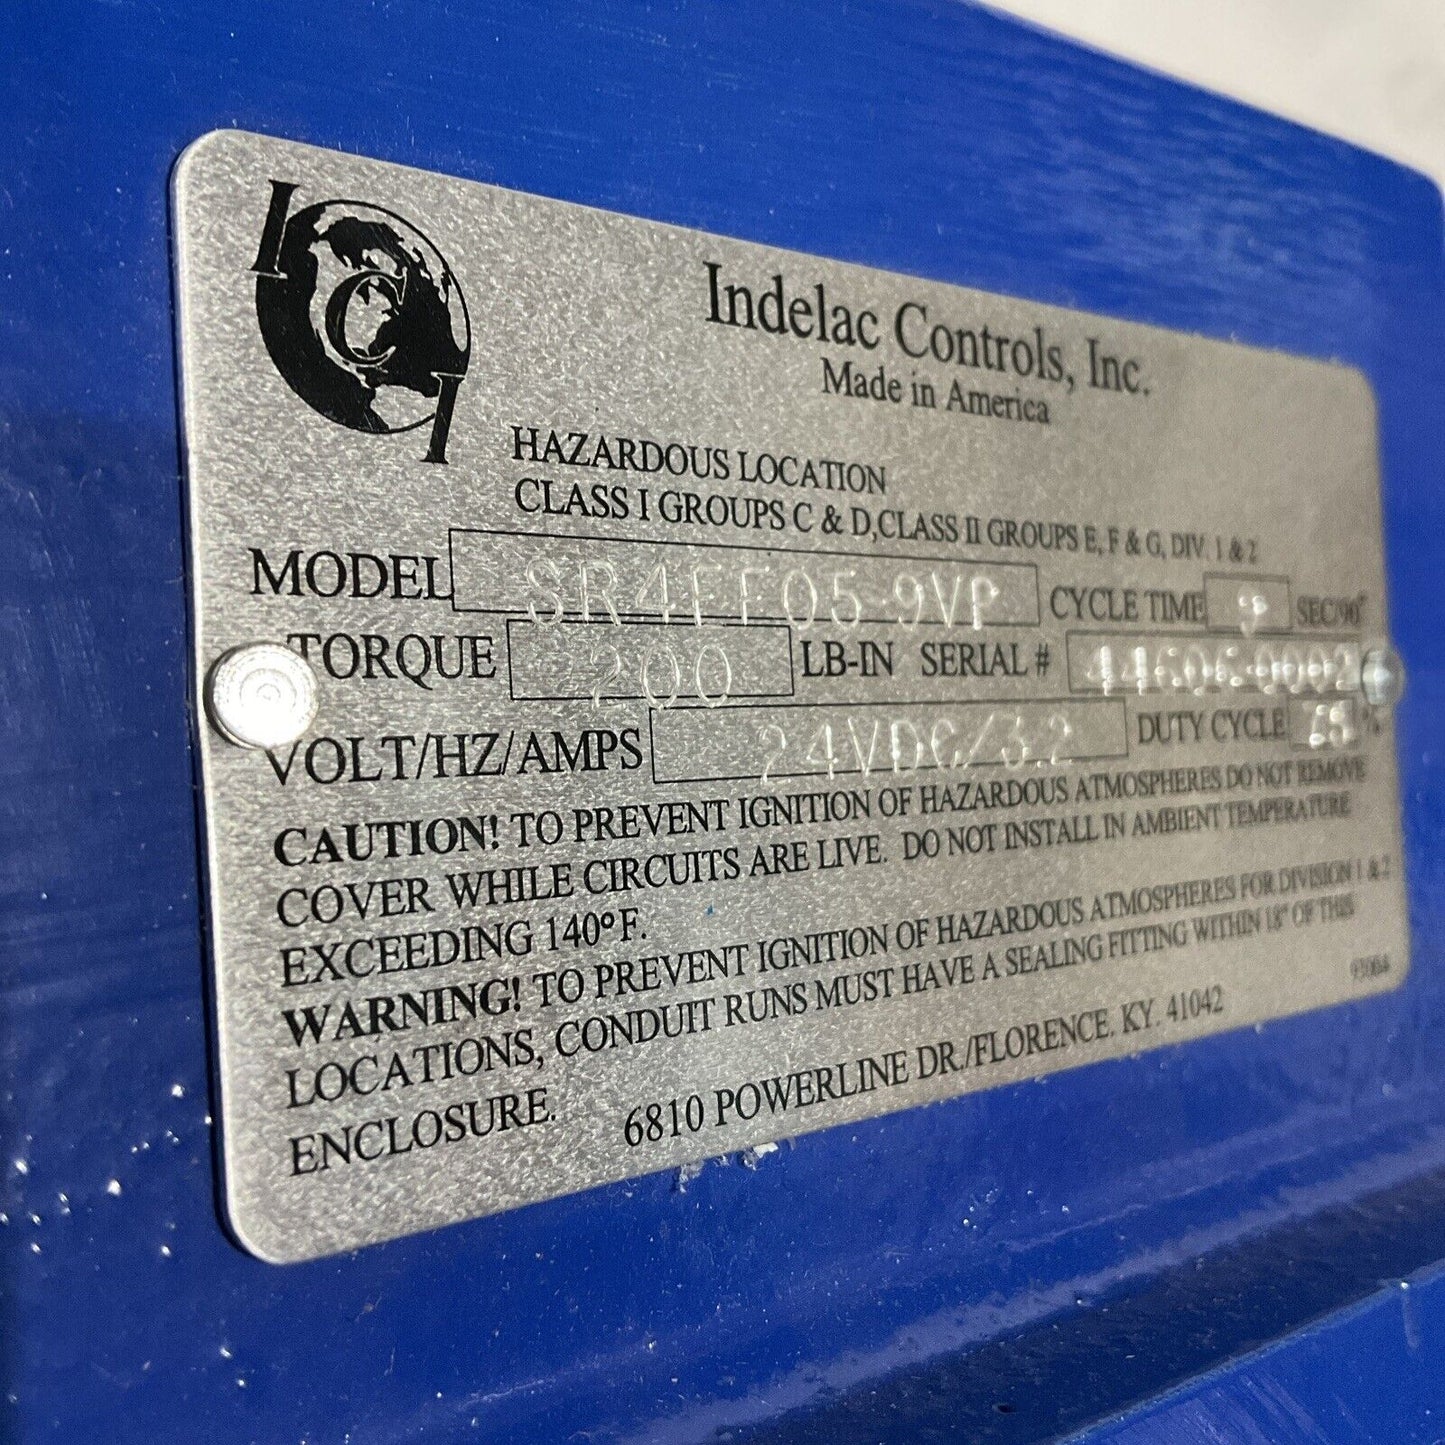 I
C
I
Indelac Controls, Inc.
Made in America
HAZARDOUS LOCATION
CLASS I GROUPS C & D,CLASS II GROUPS E, F & G, DIV. 1 & 2
MODEL CYCLE TIME SEC/90°
TORQUE 200 LB-IN SERIAL #
VOLT/HZ/AMPS 24VDC/3.2 DUTY CYCLE %
CAUTION! TO PREVENT IGNITION OF HAZARDOUS ATMOSPHERES DO NOT REMOVE
COVER WHILE CIRCUITS ARE LIVE. DO NOT INSTALL IN AMBIENT TEMPERATURE
EXCEEDING 140°F.
WARNING! TO PREVENT IGNITION OF HAZARDOUS ATMOSPHERES FOR DIVISION 1 & 2
LOCATIONS, CONDUIT RUNS MUST HAVE A SEALING FITTING WITHIN 18" OF THIS
ENCLOSURE.
6810 POWERLINE DR./FLORENCE. KY. 41042